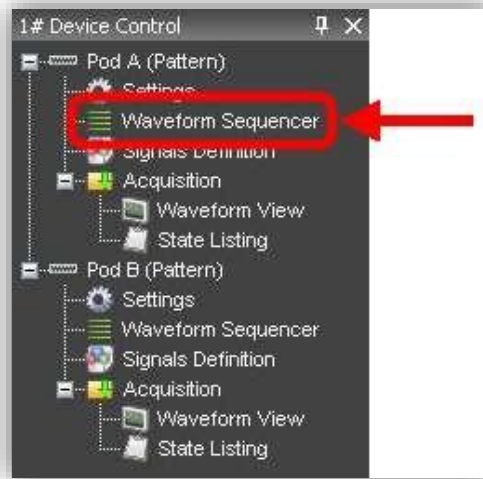 1# Device Control
Pod A (Pattern)
Settings
Waveform Sequencer
Signals Definition
Acquisition
Waveform View
State Listing
Pod B (Pattern)
Settings
Waveform Sequencer
Signals Definition
Acquisition
Waveform View
State Listing